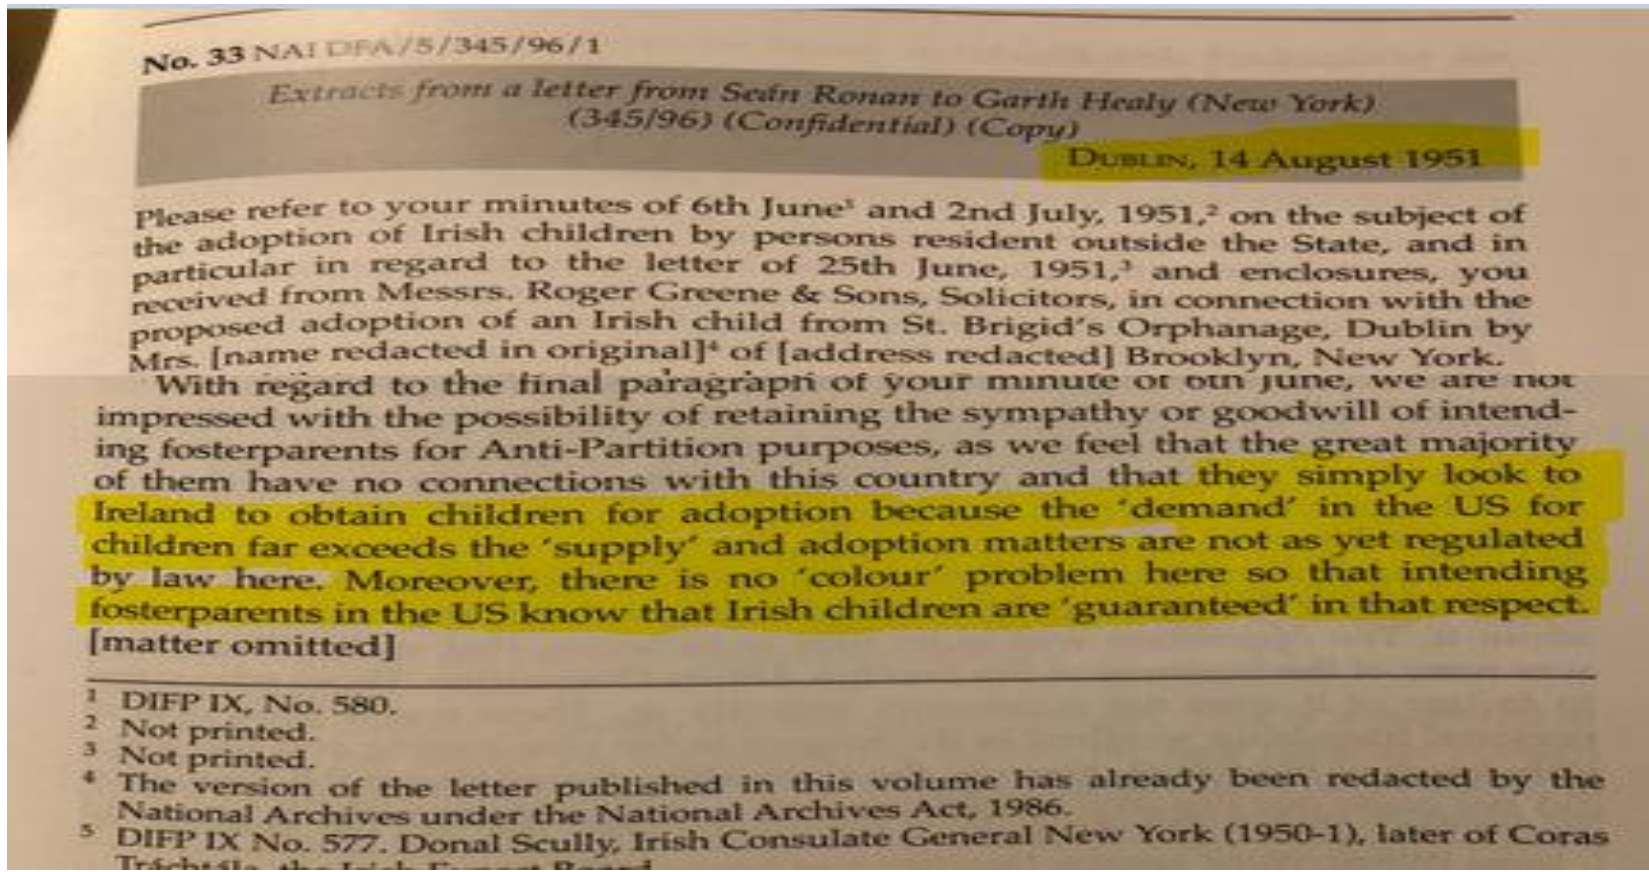 No. 33 NAI DFA/5/345/96/1
Extracts from a letter from Seán Ronan to Garth Healy (New York)
(345/96) (Confidential) (Copy)
DUBLIN, 14 August 1951
Please refer to your minutes of 6th June¹ and 2nd July, 1951,² on the subject of
the adoption of Irish children by persons resident outside the State, and in
particular in regard to the letter of 25th June, 1951,³ and enclosures, you
received from Messrs. Roger Greene & Sons, Solicitors, in connection with the
proposed adoption of an Irish child from St. Brigid's Orphanage, Dublin by
Mrs. [name redacted in original]⁴ of [address redacted] Brooklyn, New York.
With regard to the final paragraph of your minute of 6th June, we are not
impressed with the possibility of retaining the sympathy or goodwill of intend-
ing fosterparents for Anti-Partition purposes, as we feel that the great majority
of them have no connections with this country and that they simply look to
Ireland to obtain children for adoption because the 'demand' in the US for
children far exceeds the 'supply' and adoption matters are not as yet regulated
by law here. Moreover, there is no 'colour' problem here so that intending
fosterparents in the US know that Irish children are 'guaranteed' in that respect.
[matter omitted]
¹ DIFP IX, No. 580.
² Not printed.
³ Not printed.
⁴ The version of the letter published in this volume has already been redacted by the
National Archives under the National Archives Act, 1986.
⁵ DIFP IX No. 577. Donal Scully, Irish Consulate General New York (1950-1), later of Coras
Tráchtála, the Irish Export Board.